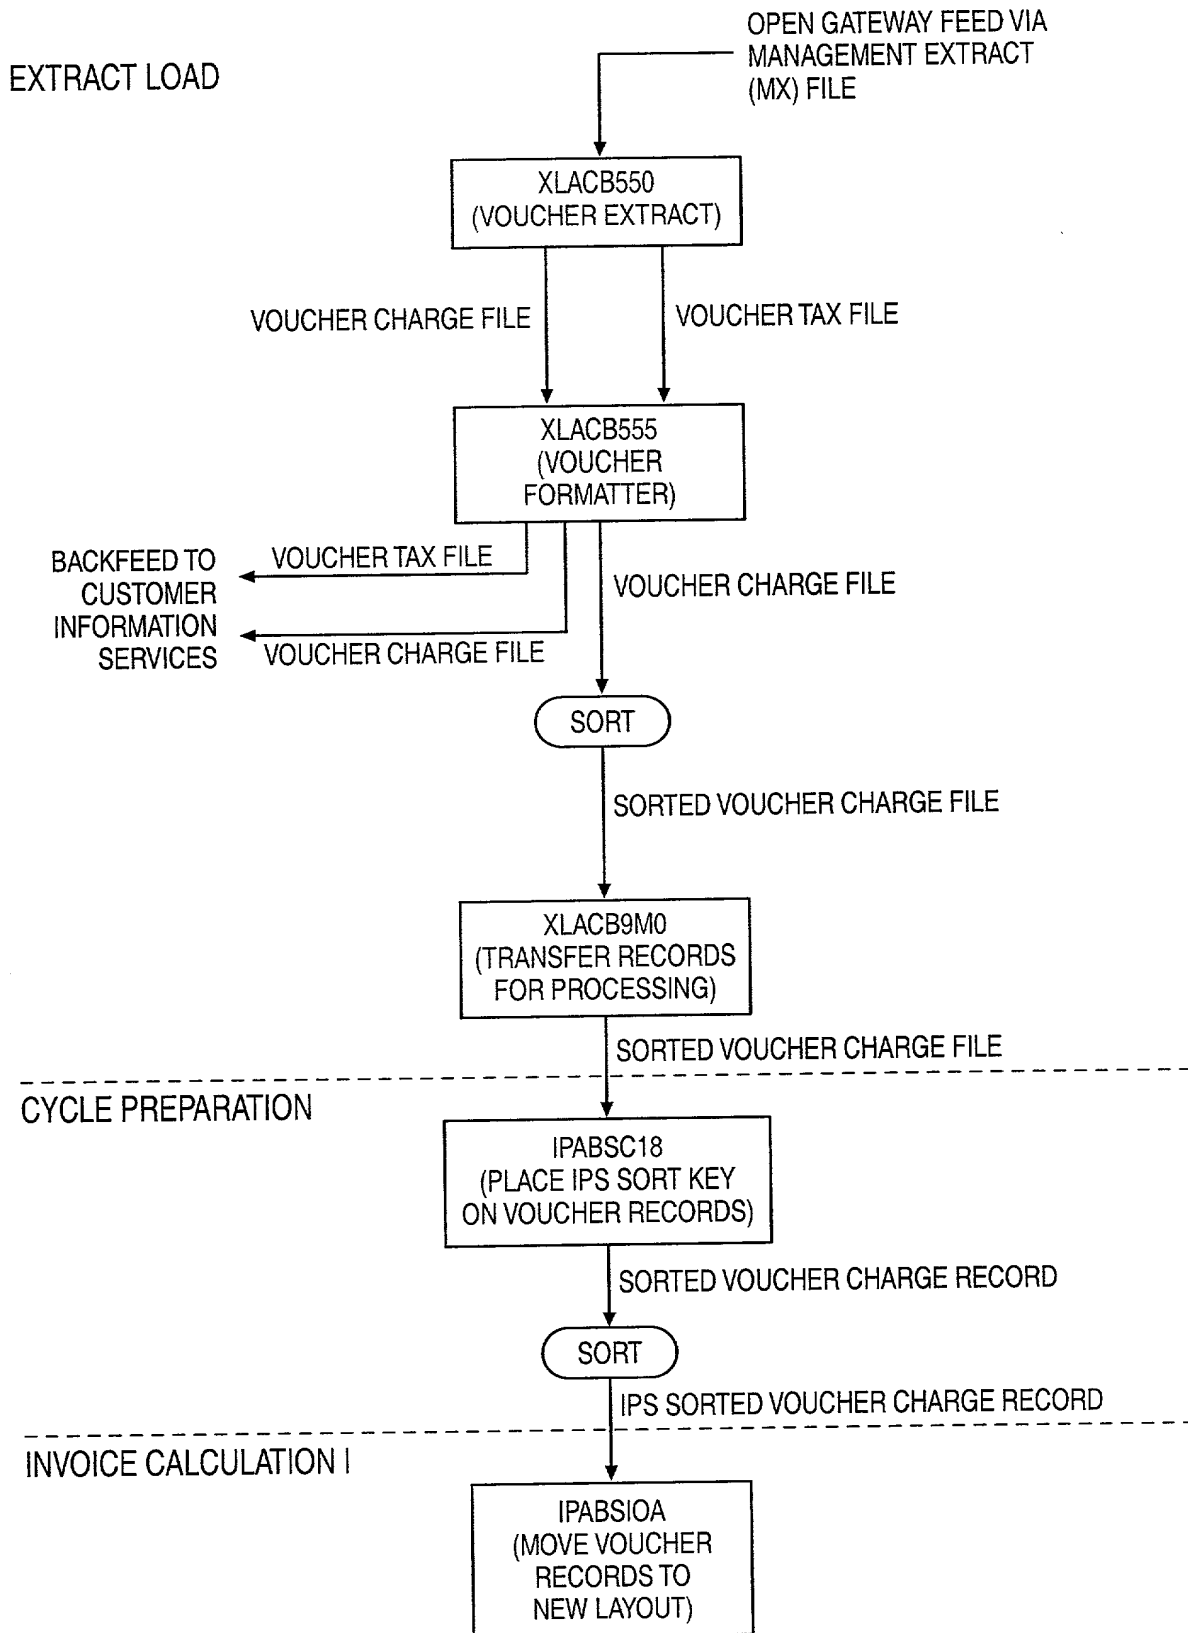 OPEN GATEWAY FEED VIA
MANAGEMENT EXTRACT
(MX) FILE
EXTRACT LOAD
XLACB550
(VOUCHER EXTRACT)
VOUCHER CHARGE FILE
VOUCHER TAX FILE
XLACB555
(VOUCHER
FORMATTER)
BACKFEED TO
CUSTOMER
INFORMATION
SERVICES
VOUCHER TAX FILE
VOUCHER CHARGE FILE
VOUCHER CHARGE FILE
SORT
SORTED VOUCHER CHARGE FILE
XLACB9M0
(TRANSFER RECORDS
FOR PROCESSING)
SORTED VOUCHER CHARGE FILE
CYCLE PREPARATION
IPABSC18
(PLACE IPS SORT KEY
ON VOUCHER RECORDS)
SORTED VOUCHER CHARGE RECORD
SORT
IPS SORTED VOUCHER CHARGE RECORD
INVOICE CALCULATION I
IPABSIOA
(MOVE VOUCHER
RECORDS TO
NEW LAYOUT)